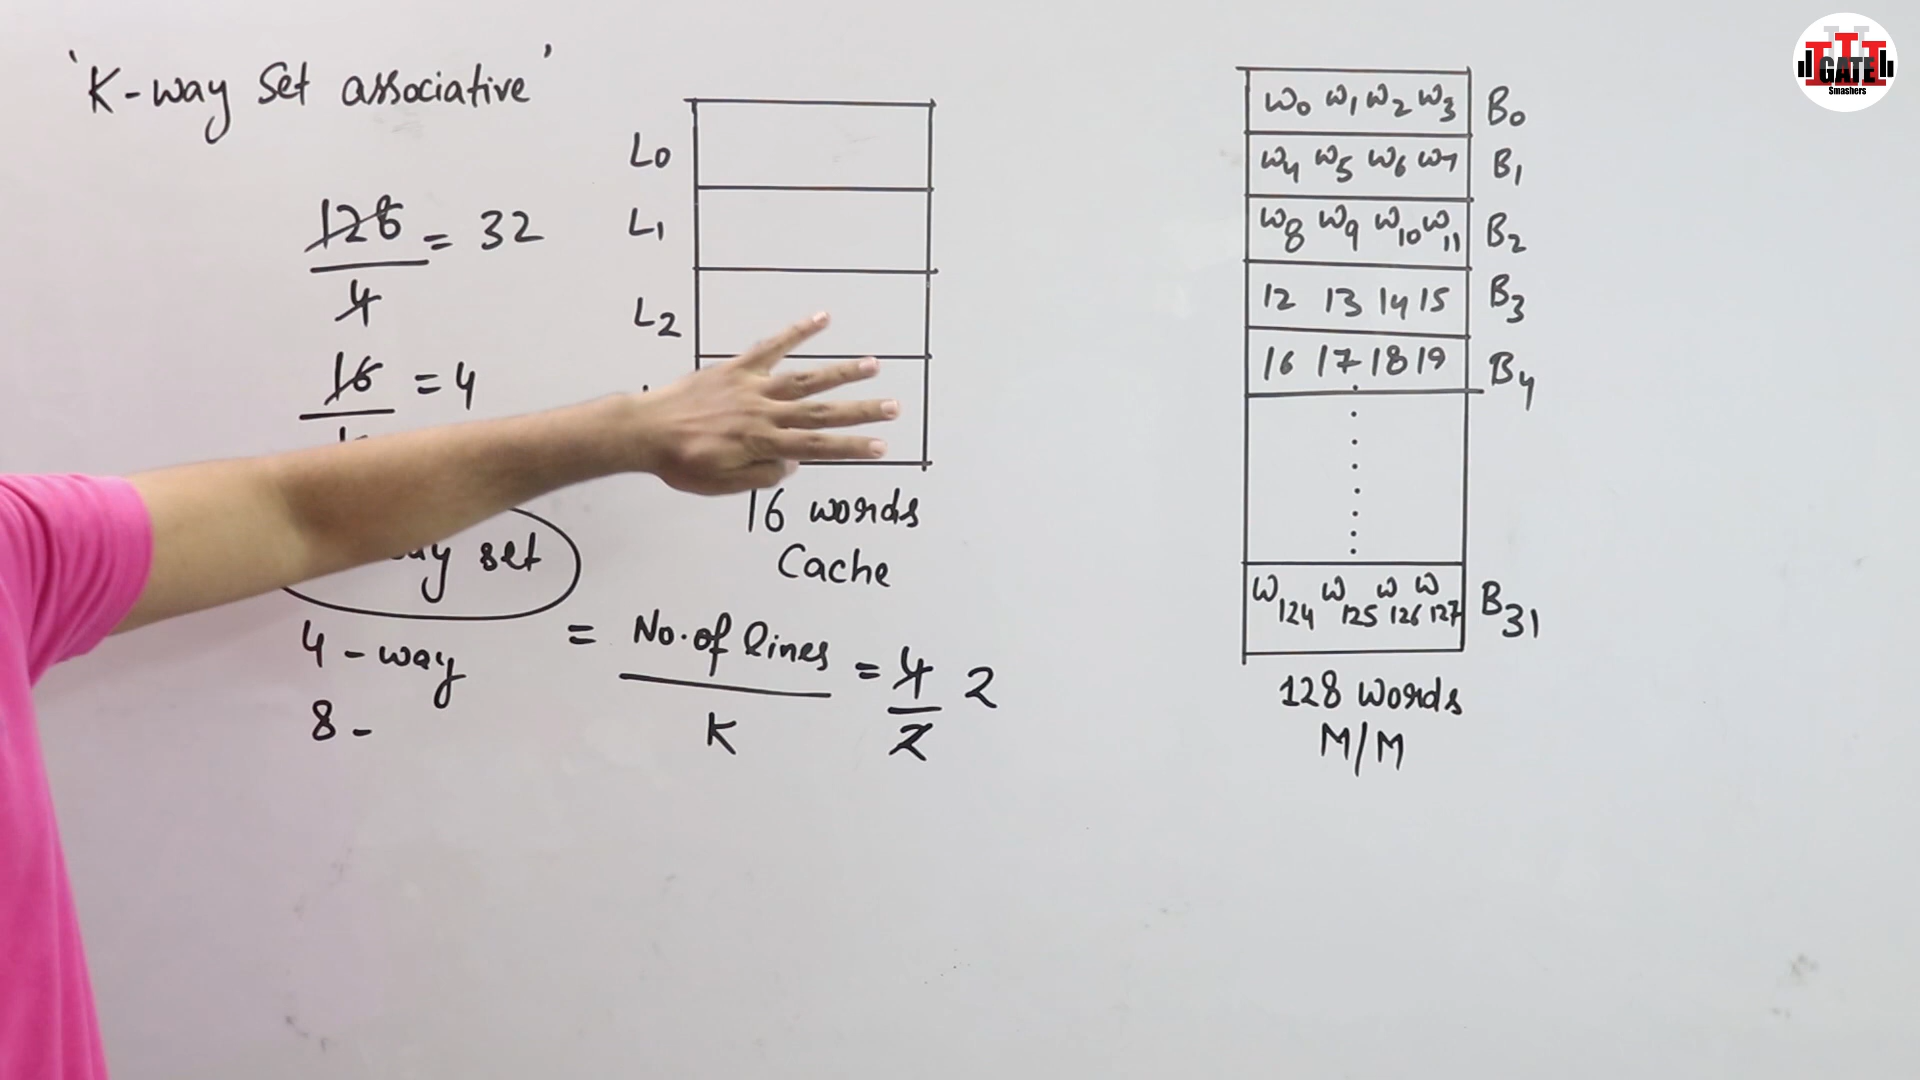 'K-way Set associative'
128
4
= 32
16
= 4
set
4 - way
8 -
= No. of lines
K
= 4
2
2
L0
L1
L2
16 words
Cache
W0 W1 W2 W3 B0
W4 W5 W6 W7 B1
W8 W9 W10 W11 B2
12 13 14 15 B3
16 17 18 19 B4
W124 W125 W126 W127 B31
128 Words
M/M
GATE
Smashers